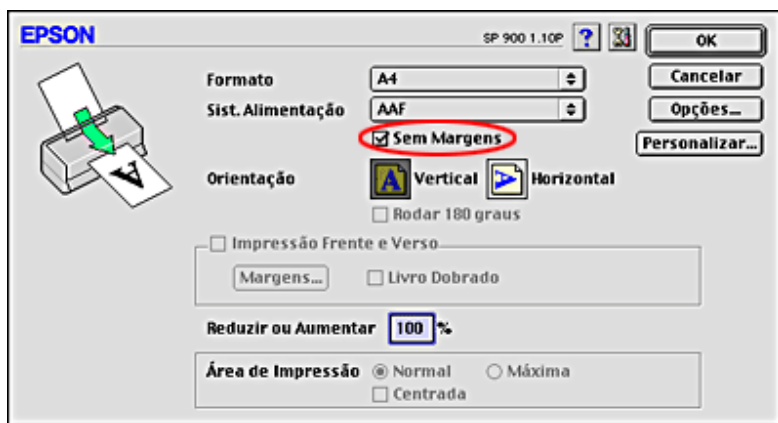 EPSON SP 900 1.10P ? OK
Formato A4 Cancelar
Sist. Alimentação AAF Opções...
Sem Margens Personalizar...
Orientação A Vertical A Horizontal
Rodar 180 graus
Impressão Frente e Verso
Margens... Livro Dobrado
Reduzir ou Aumentar 100 %
Área de Impressão Normal Máxima
Centrada
A